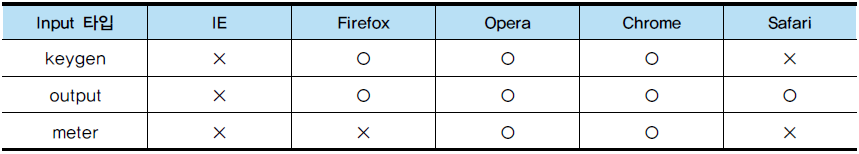 Input 타입 IE Firefox Opera Chrome Safari
keygen × ○ ○ ○ ×
output × ○ ○ ○ ○
meter × × ○ ○ ×